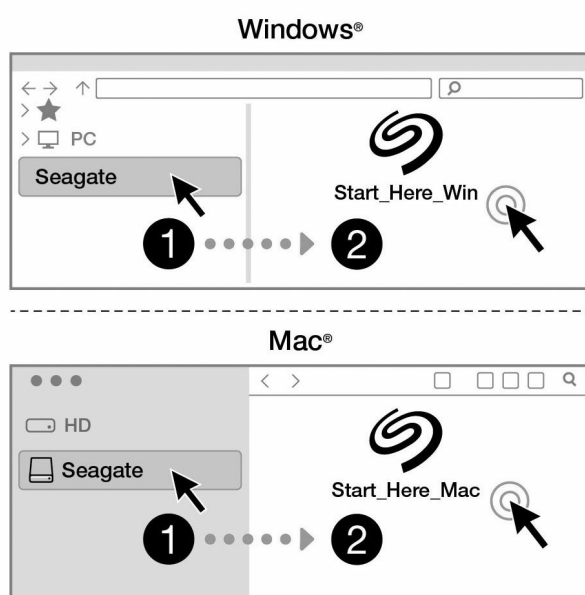 Windows®
PC
Seagate
Start_Here_Win
1
2
Mac®
HD
Seagate
Start_Here_Mac
1
2